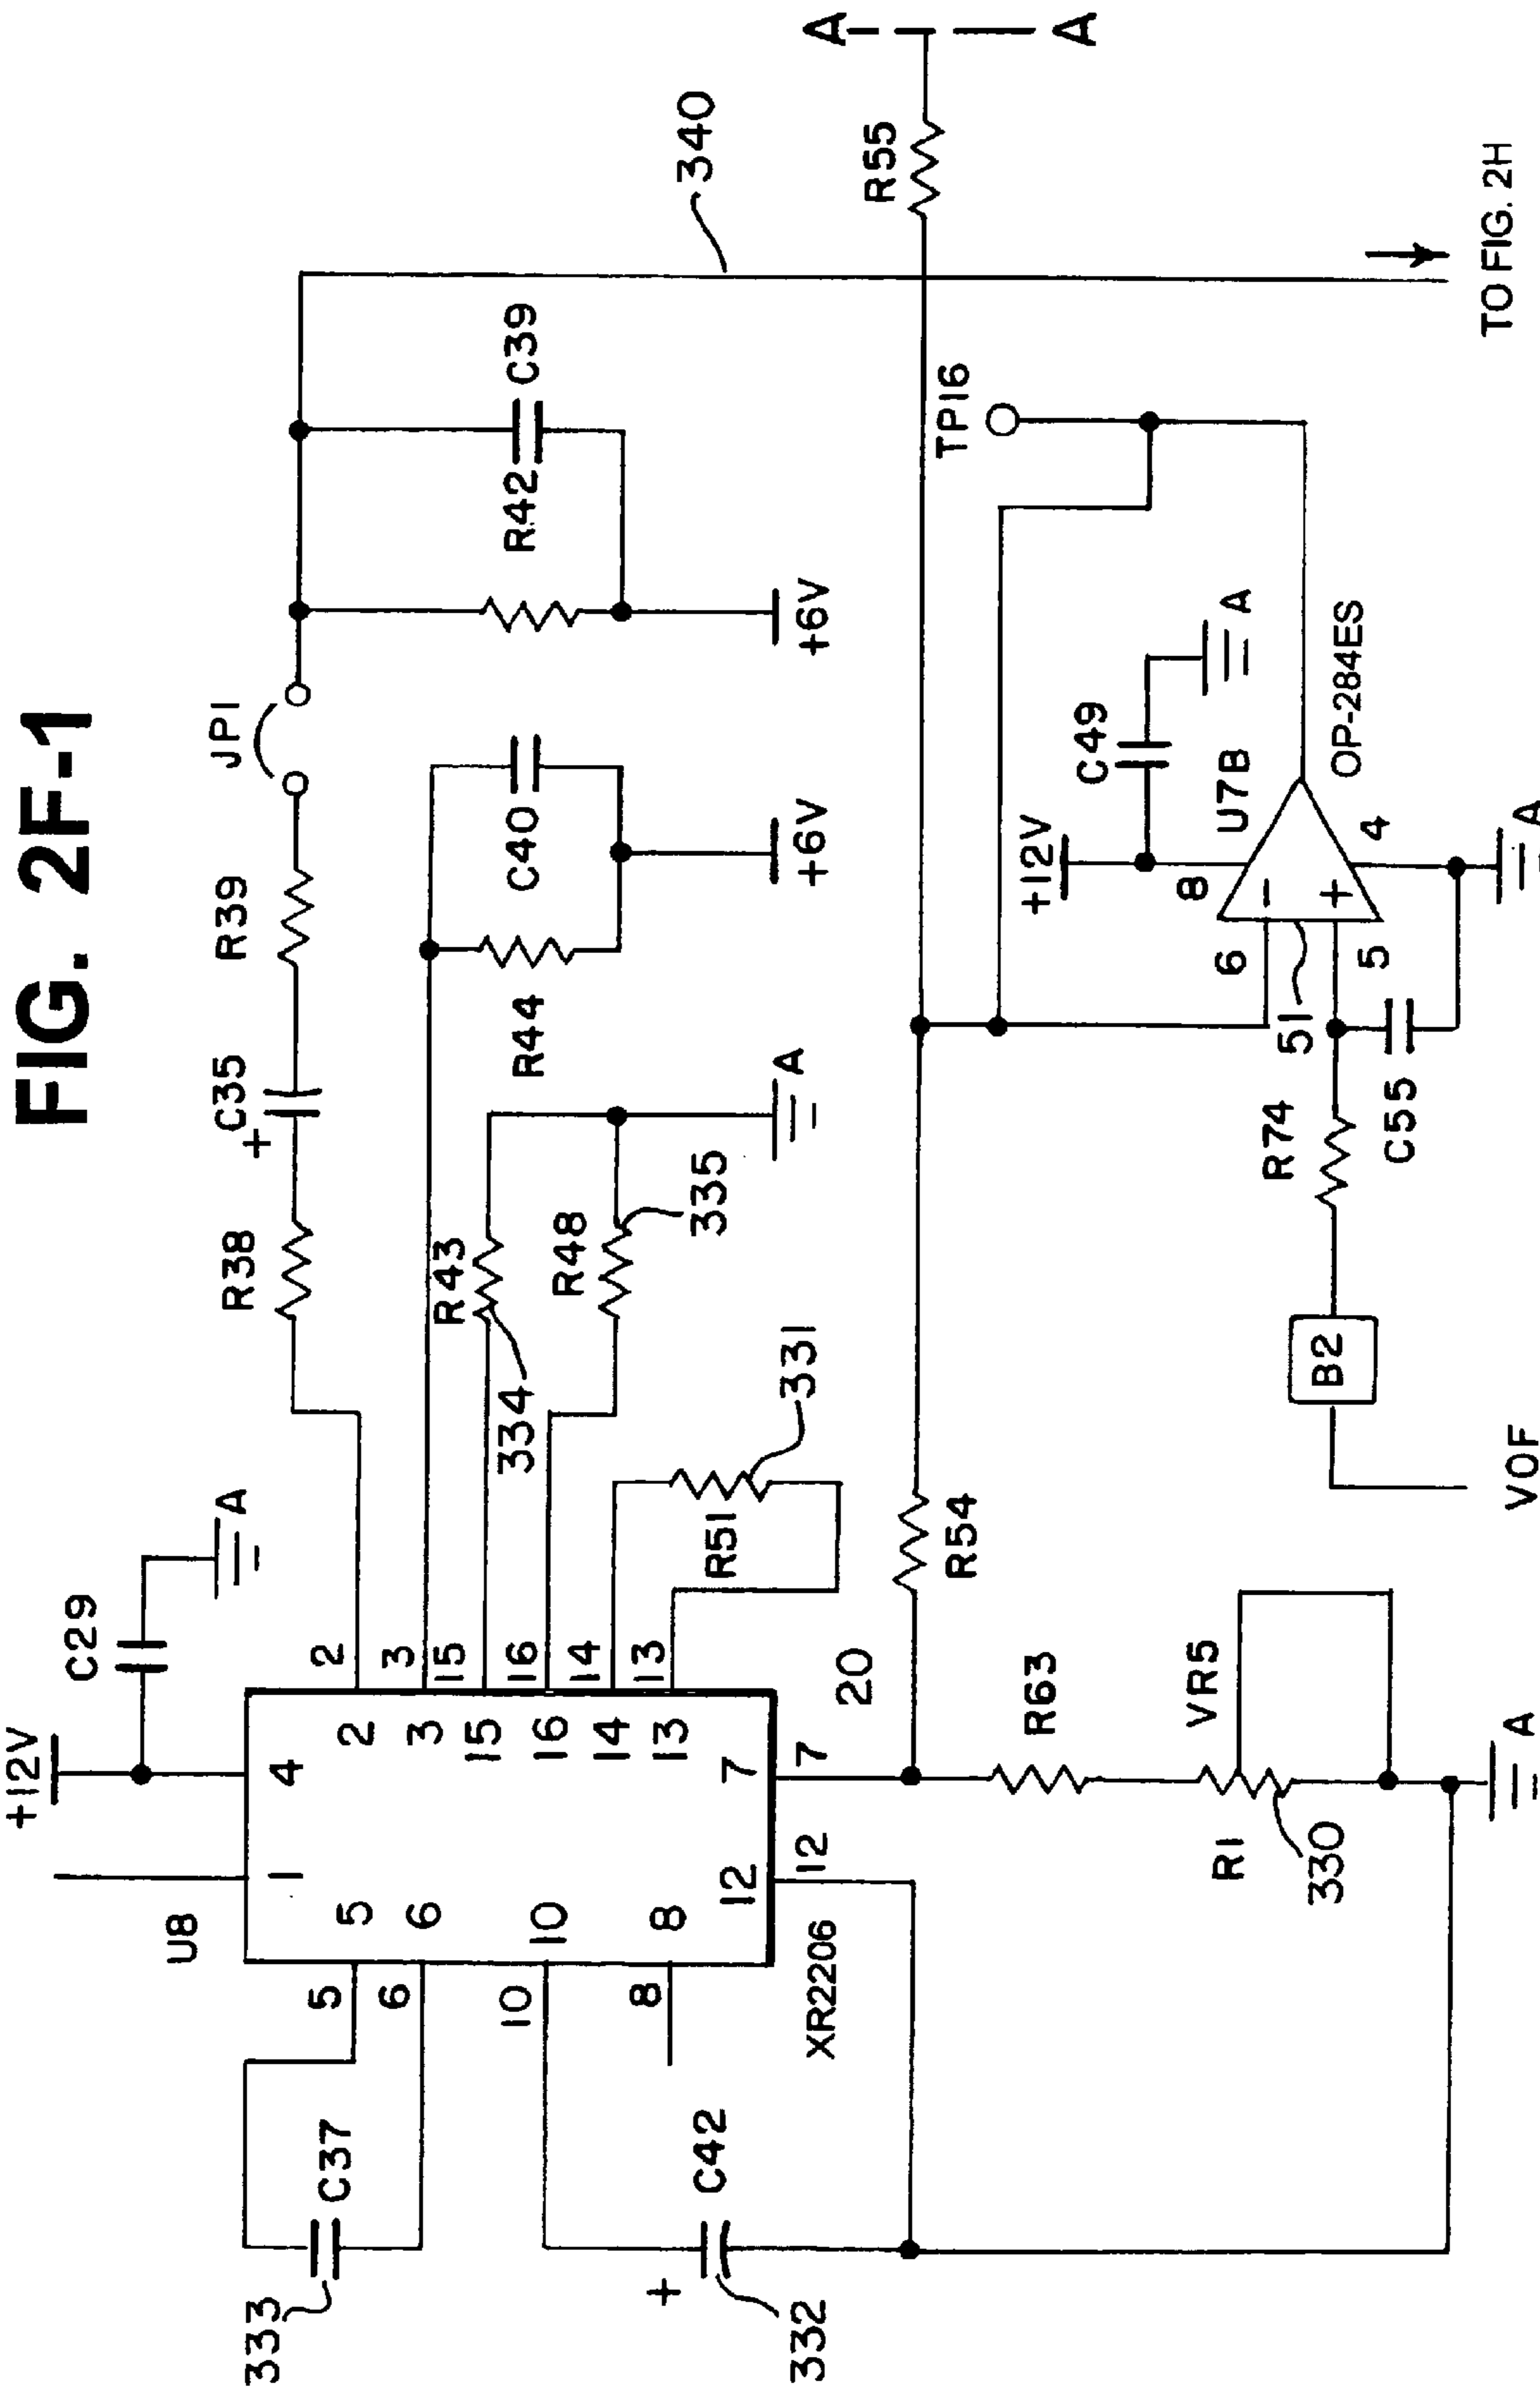 FIG. 2F-1
+12V
C29
A
U8
1
4
5
6
10
8
12
7
2
3
15
16
14
13
5
6
10
8
12
7
2
3
15
16
14
13
XR2206
20
333
C37
+
C42
332
R38
+
C35
R39
JP1
R42
C39
+6V
340
R44
C40
+6V
R43
334
R48
335
A
R51
331
R54
R55
A
A
R63
VR5
R1
330
A
TP16
+12V
C49
A
8
U7B
6
5
4
51
OP-284ES
R74
C55
A
B2
VOF
TO FIG. 2H